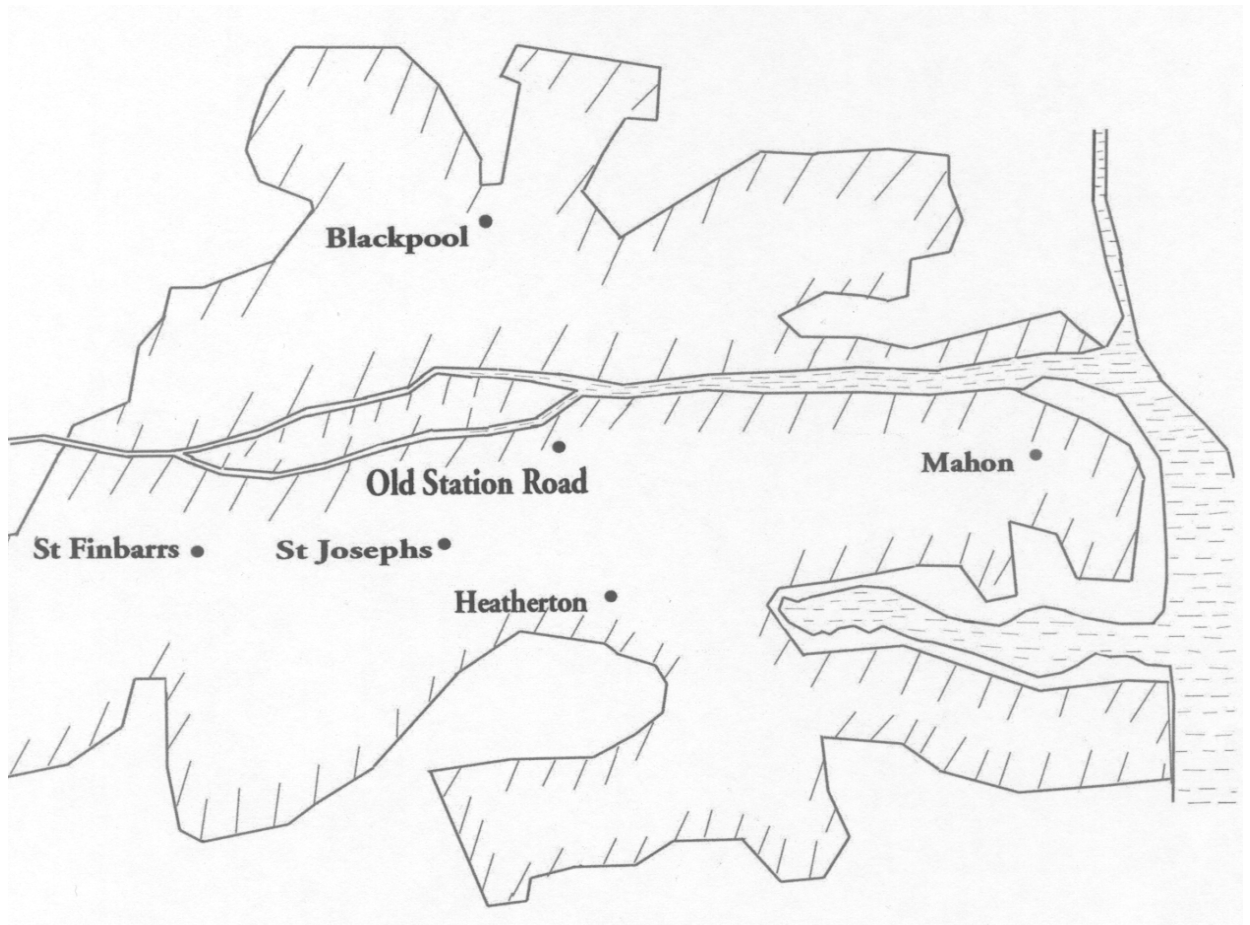 Blackpool
Old Station Road
Mahon
St Finbarrs
St Josephs
Heatherton